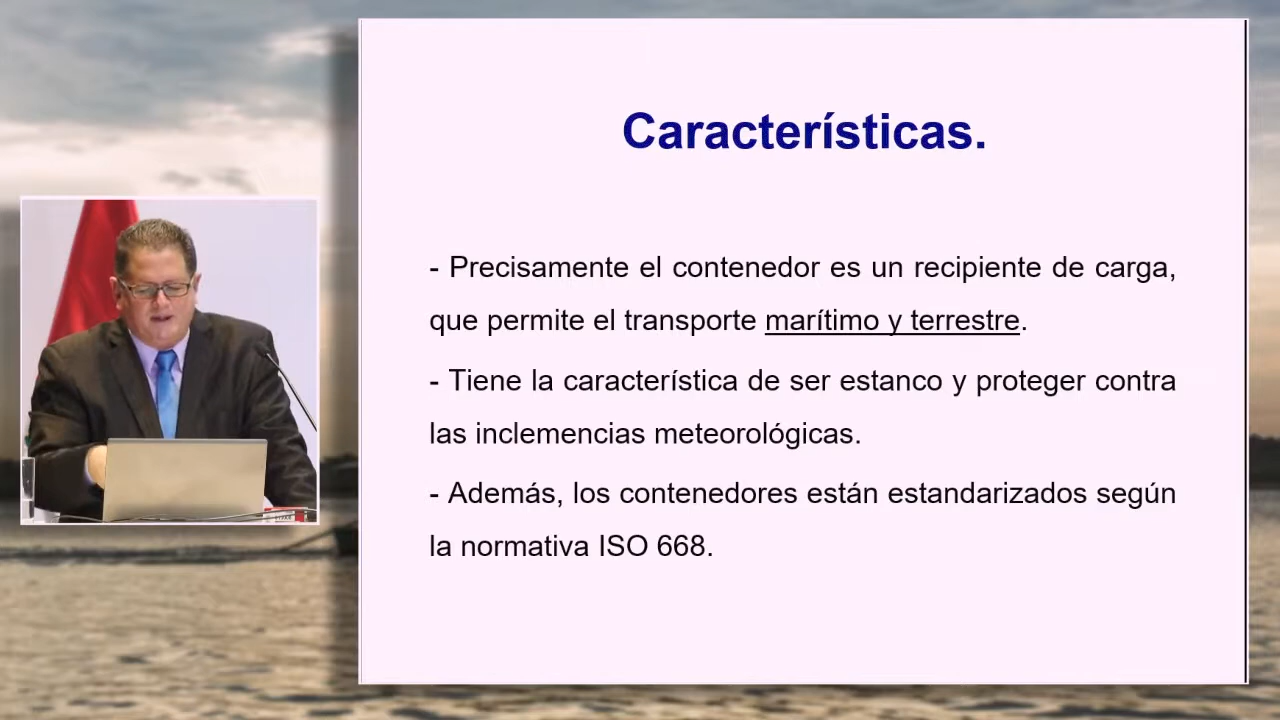 Características.
- Precisamente el contenedor es un recipiente de carga,
que permite el transporte marítimo y terrestre.
- Tiene la característica de ser estanco y proteger contra
las inclemencias meteorológicas.
- Además, los contenedores están estandarizados según
la normativa ISO 668.